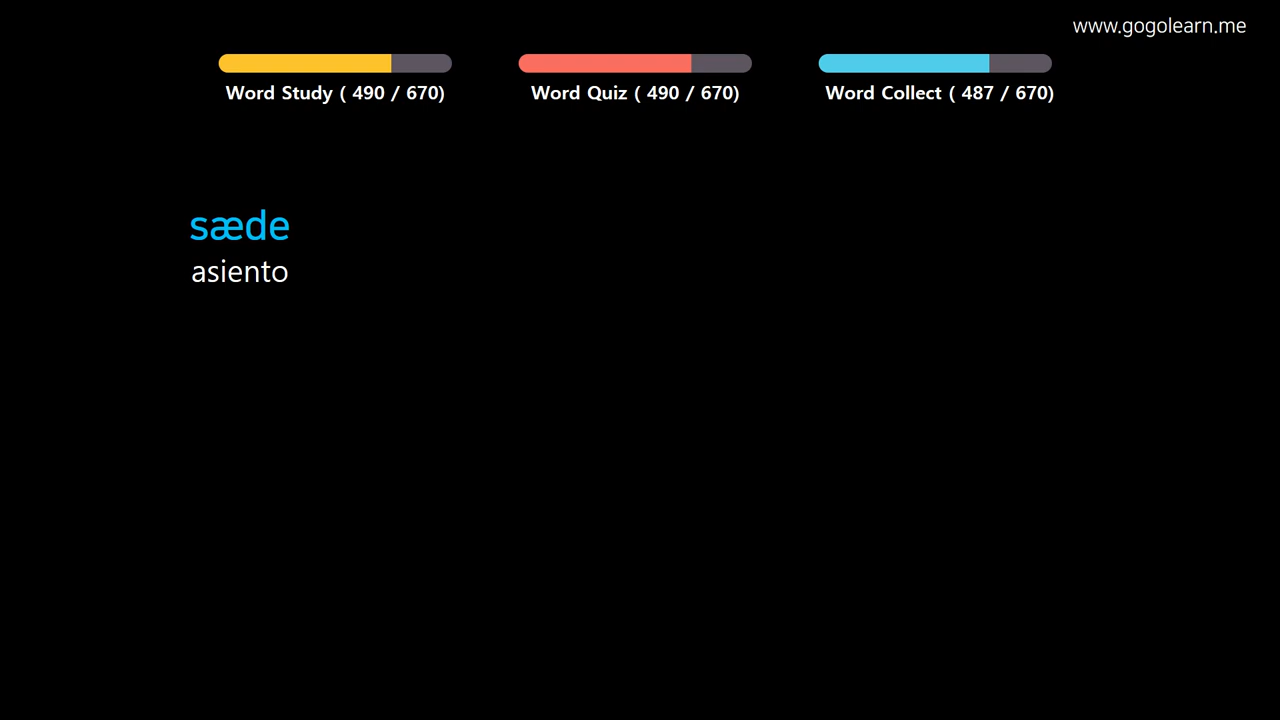 www.gogolearn.me
Word Study ( 490 / 670)
Word Quiz ( 490 / 670)
Word Collect ( 487 / 670)
sæde
asiento